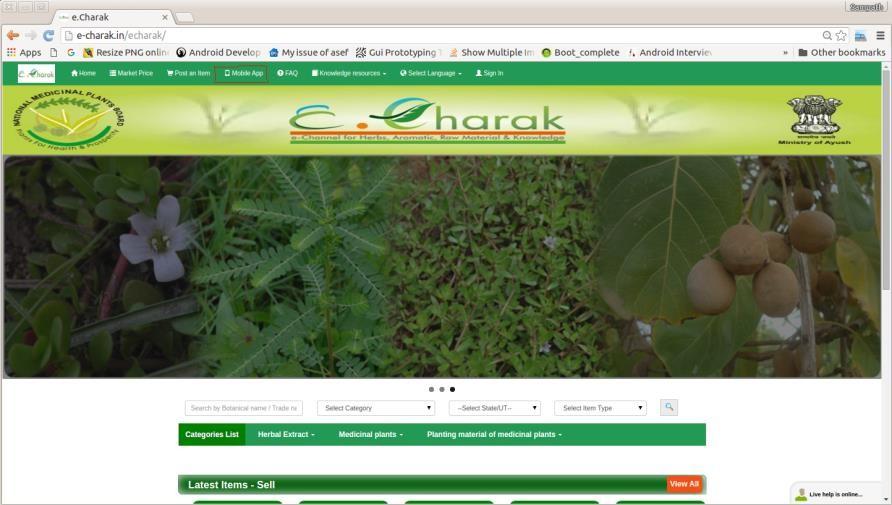 Sampath
e.Charak
e-charak.in/echarak/
Apps G Resize PNG onlin Android Develop My issue of asef Gui Prototyping T Show Multiple Im Boot_complete Android Interview » Other bookmarks
e.Charak Home Market Price Post an Item Mobile App FAQ Knowledge resources Select Language Sign In
NATIONAL MEDICINAL PLANTS BOARD
Plants For Health & Prosperity
e.Charak
e-Channel for Herbs, Aromatic, Raw Material & Knowledge
Ministry of Ayush
Search by Botanical name / Trade na Select Category --Select State/UT-- Select Item Type
Categories List Herbal Extract Medicinal plants Planting material of medicinal plants
Latest Items - Sell View All
Live help is online...